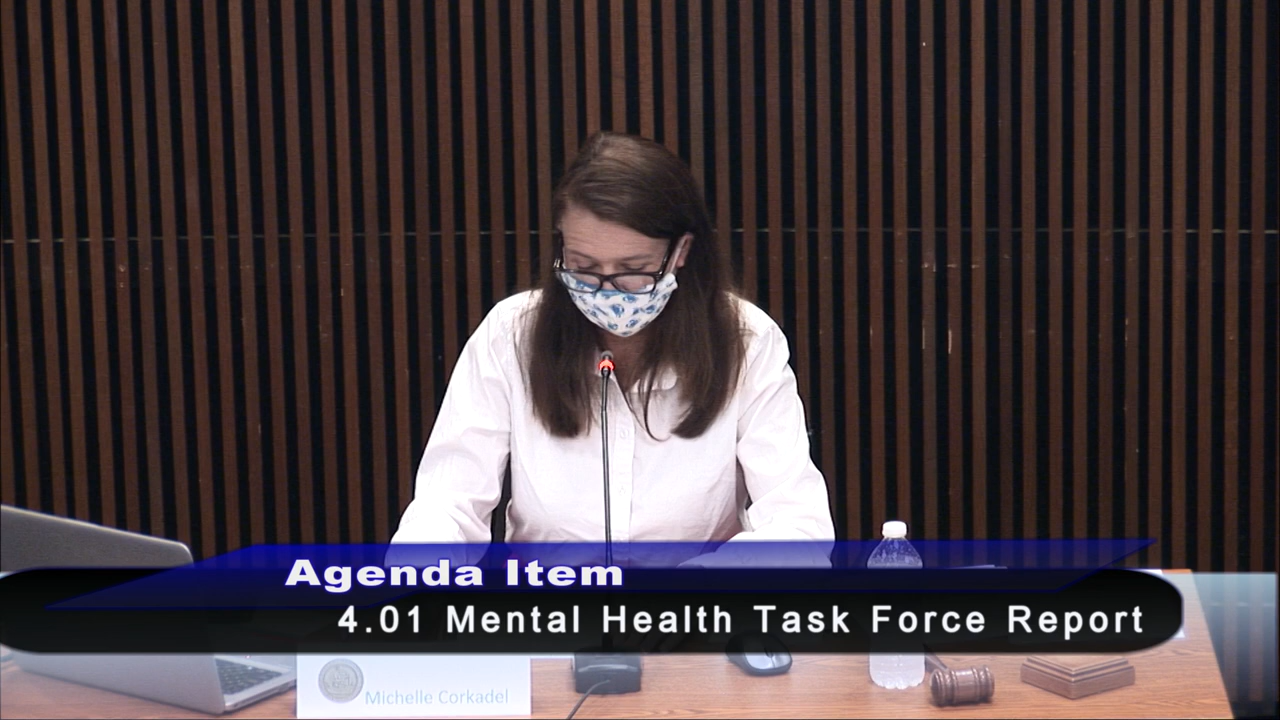 Agenda Item
4.01 Mental Health Task Force Report
Michelle Corkadel